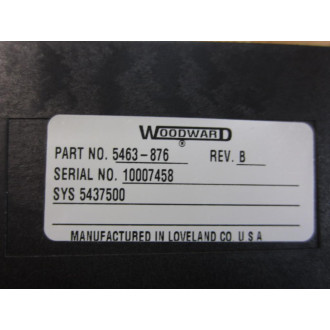 WOODWARD
®
PART NO. 5463-876 REV. B
SERIAL NO. 10007458
SYS 5437500
MANUFACTURED IN LOVELAND CO U S A